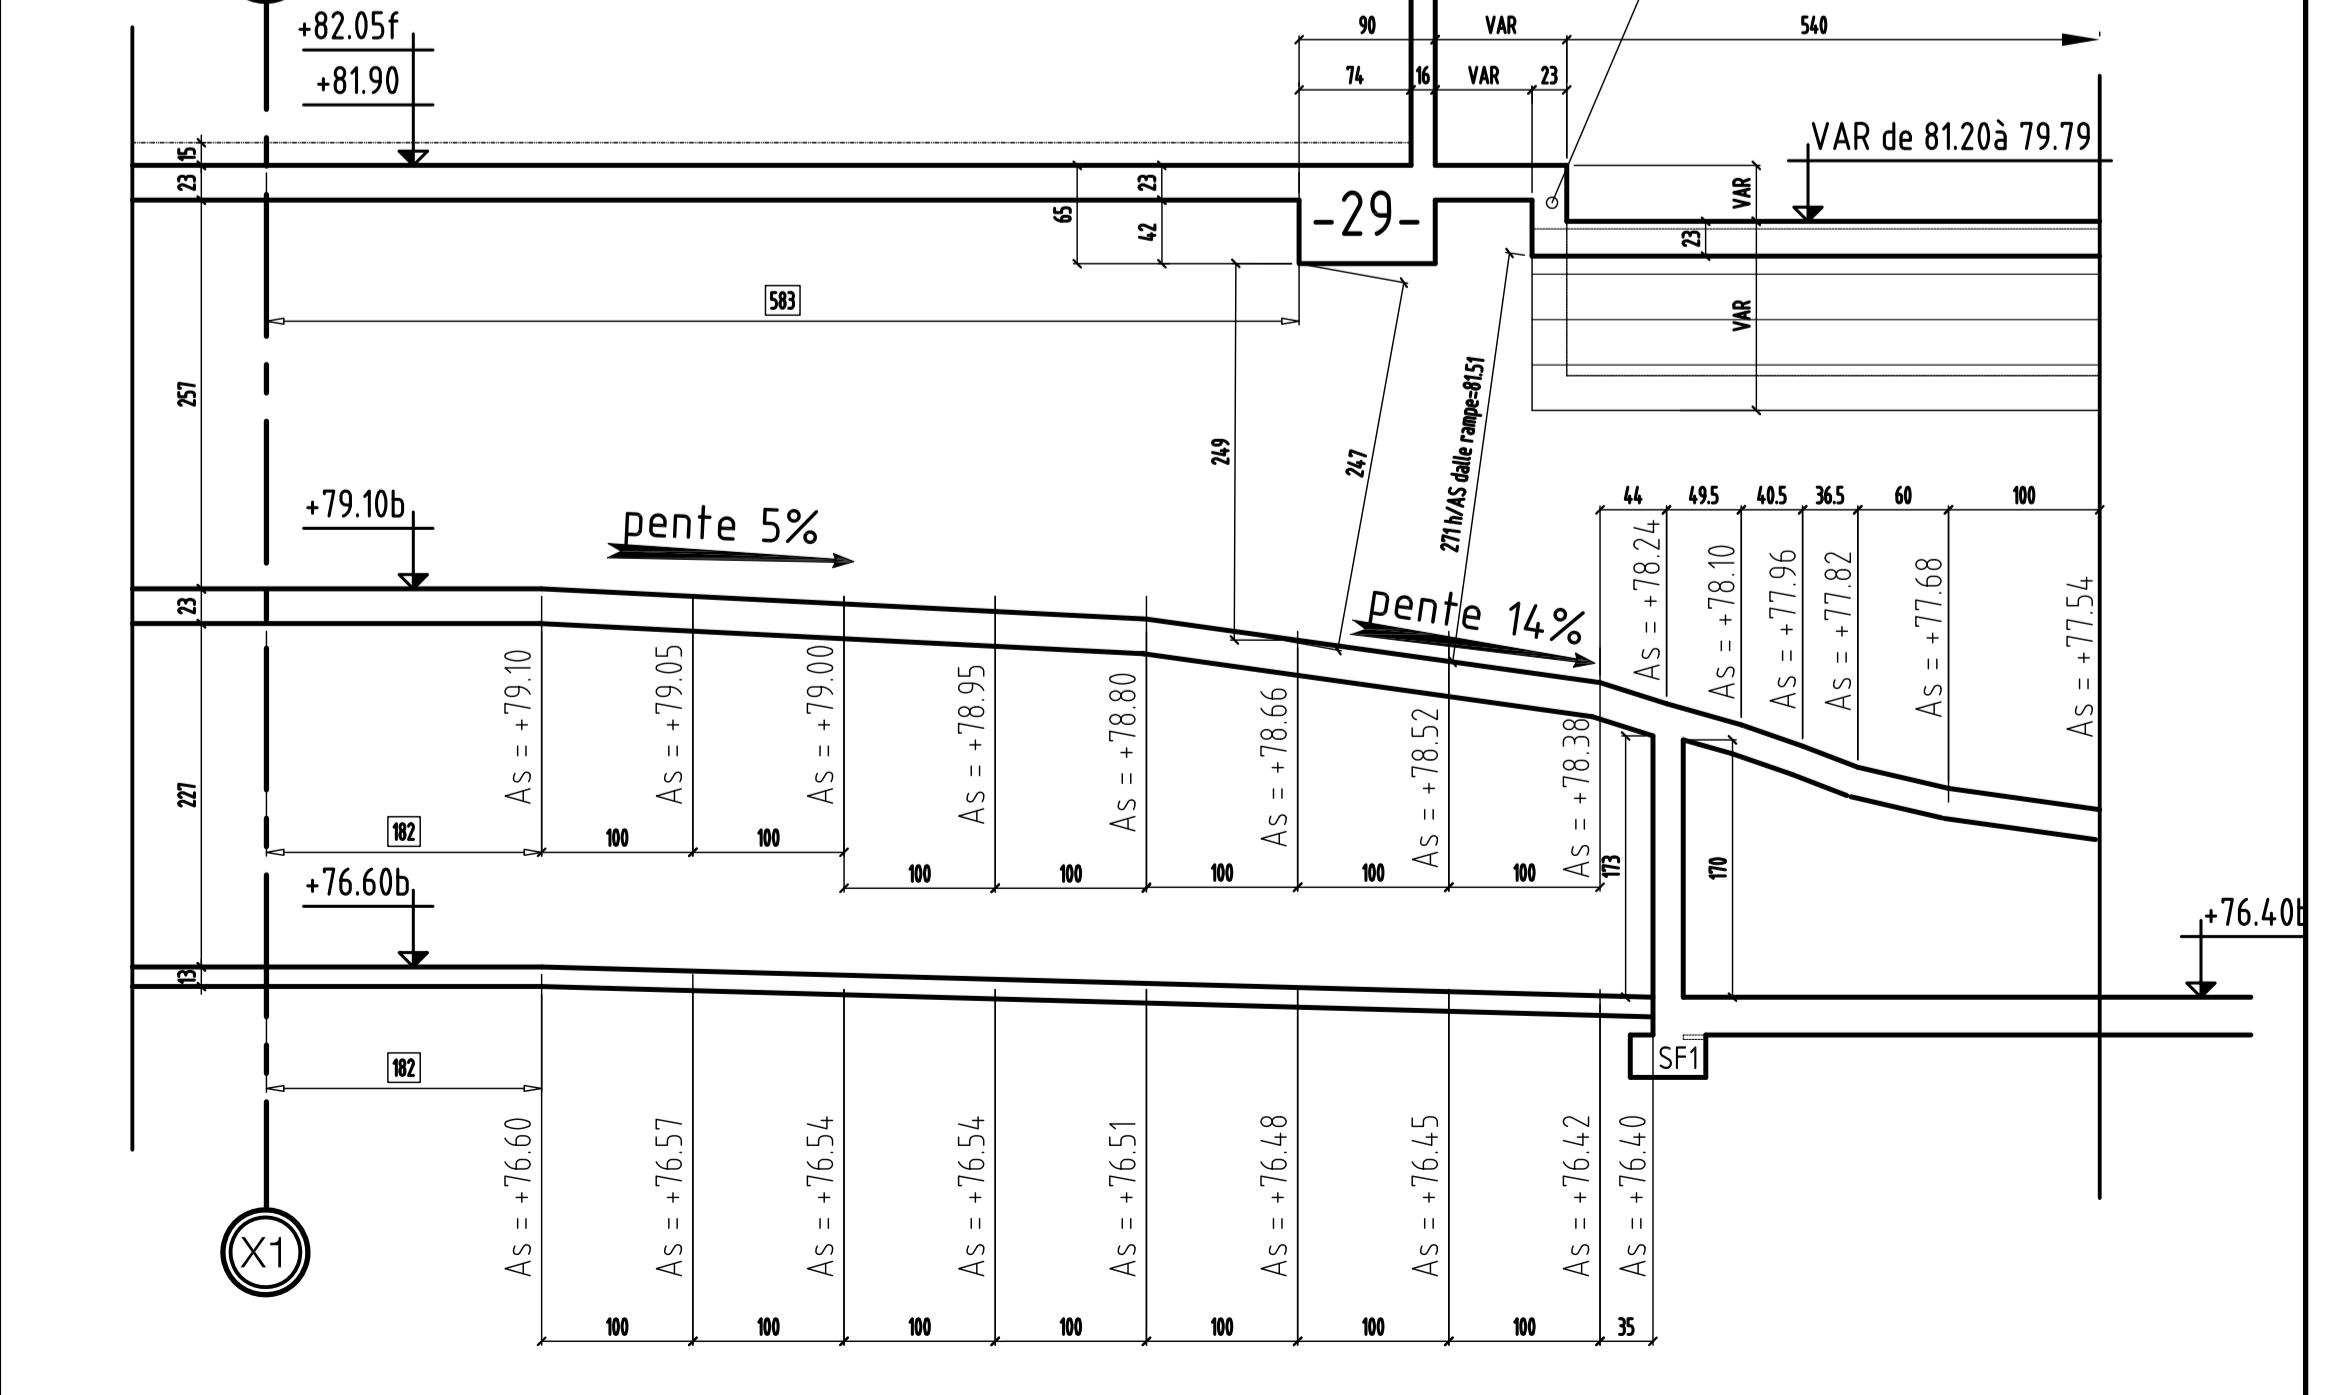 +82.05f
+81.90
90
VAR
540
74
16
VAR
23
VAR de 81.20à 79.79
15
23
23
65
42
-29-
VAR
23
VAR
583
257
249
247
271 h/AS dalle rampe=81.51
+79.10b
pente 5%
pente 14%
44
49.5
40.5
36.5
60
100
As = +78.24
As = +78.10
As = +77.96
As = +77.82
As = +77.68
As = +77.54
23
As = +79.10
As = +79.05
As = +79.00
As = +78.95
As = +78.80
As = +78.66
As = +78.52
As = +78.38
227
182
100
100
100
100
100
100
100
173
170
+76.60b
+76.40b
13
SF1
182
As = +76.60
As = +76.57
As = +76.54
As = +76.54
As = +76.51
As = +76.48
As = +76.45
As = +76.42
As = +76.40
X1
100
100
100
100
100
100
100
35